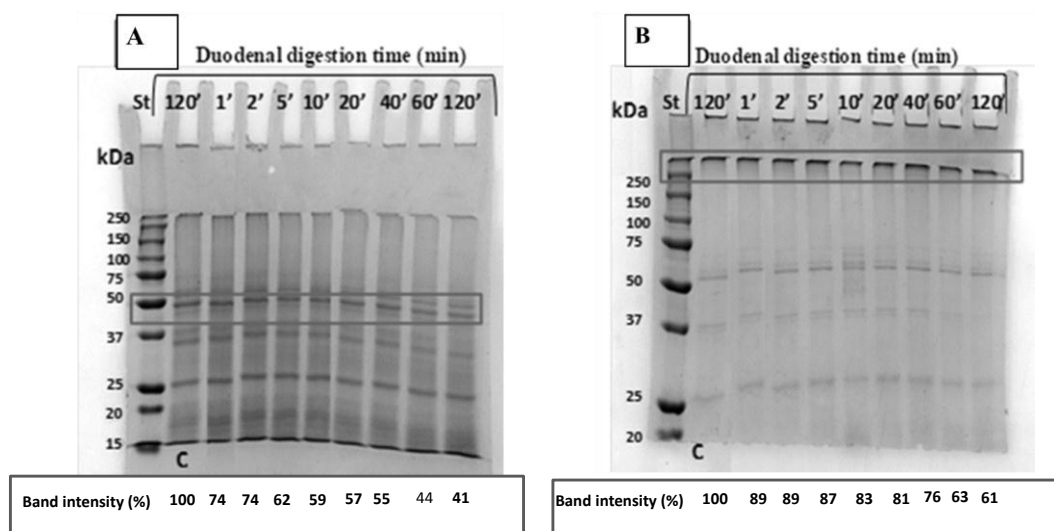 A
Duodenal digestion time (min)
St 120′ 1′ 2′ 5′ 10′ 20′ 40′ 60′ 120′
kDa
250
150
100
75
50
37
25
20
15
C
Band intensity (%) 100 74 74 62 59 57 55 44 41
B
Duodenal digestion time (min)
St 120′ 1′ 2′ 5′ 10′ 20′ 40′ 60′ 120′
kDa
250
150
100
75
50
37
25
20
C
Band intensity (%) 100 89 89 87 83 81 76 63 61